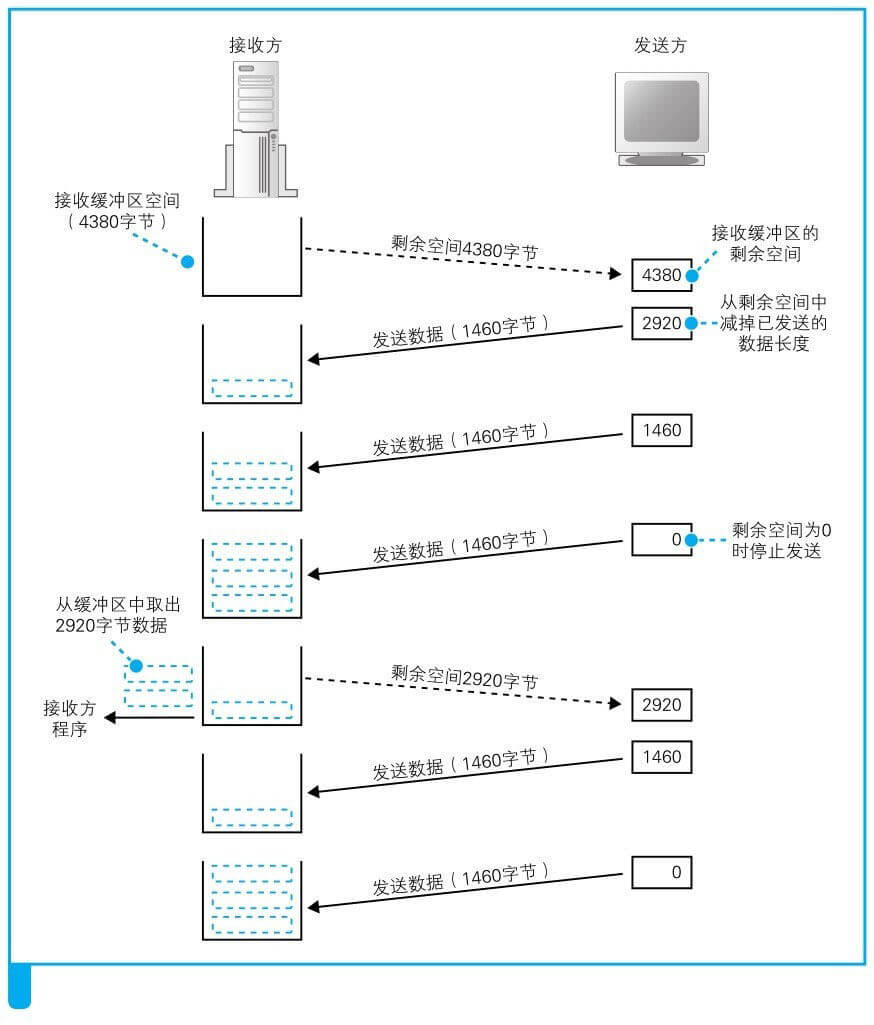 接收方
发送方
接收缓冲区空间
（4380字节）
剩余空间4380字节
4380
接收缓冲区的
剩余空间
发送数据（1460字节）
2920
从剩余空间中
减掉已发送的
数据长度
发送数据（1460字节）
1460
发送数据（1460字节）
0
剩余空间为0
时停止发送
从缓冲区中取出
2920字节数据
接收方
程序
剩余空间2920字节
2920
发送数据（1460字节）
1460
发送数据（1460字节）
0